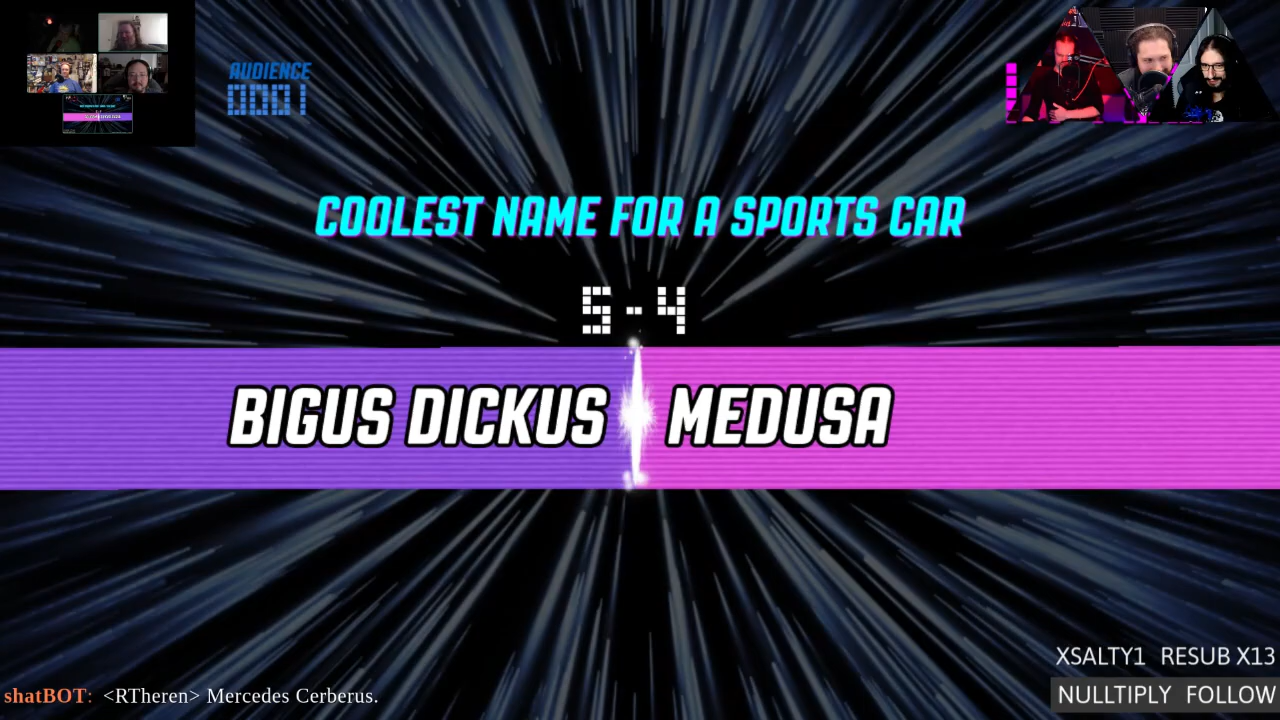 AUDIENCE
0001
COOLEST NAME FOR A SPORTS CAR
5 - 4
BIGUS DICKUS
MEDUSA
XSALTY1 RESUB X13
NULLTIPLY FOLLOW
shatBOT: <RTheren> Mercedes Cerberus.